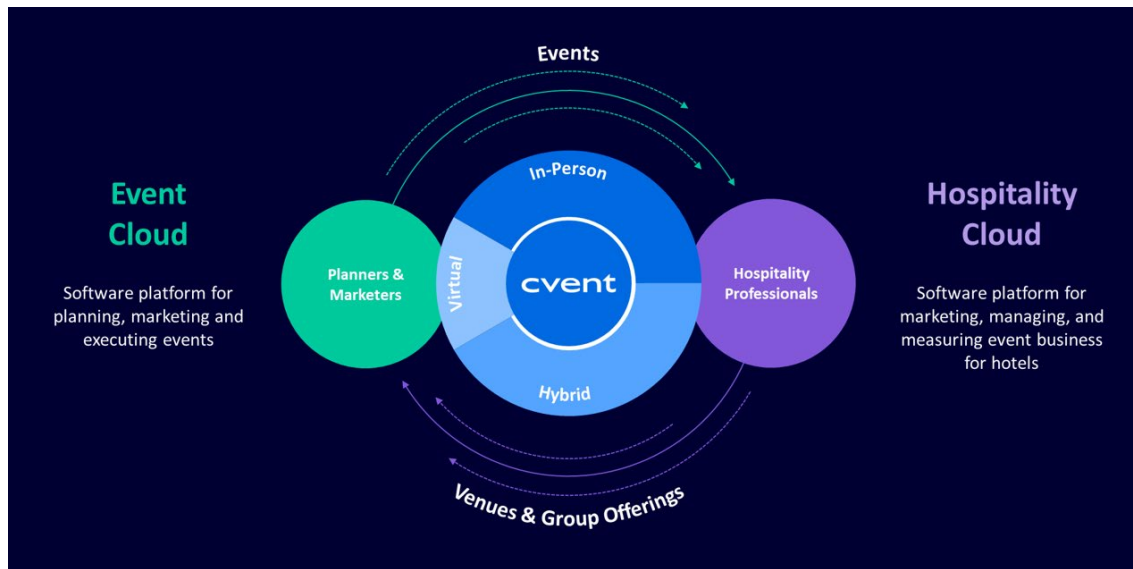 Events
Event
Cloud
Software platform for
planning, marketing and
executing events
Planners &
Marketers
In-Person
Virtual
cvent
Hybrid
Hospitality
Professionals
Hospitality
Cloud
Software platform for
marketing, managing, and
measuring event business
for hotels
Venues & Group Offerings